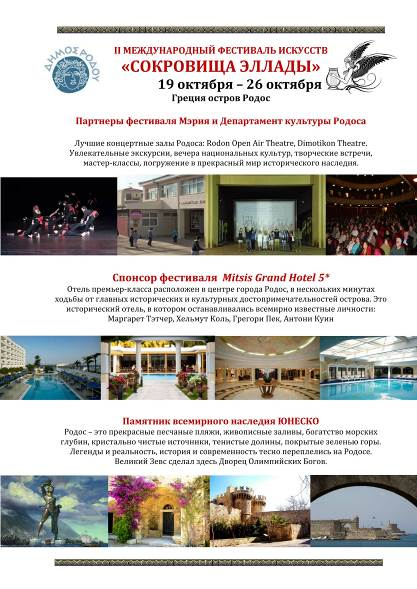 II МЕЖДУНАРОДНЫЙ ФЕСТИВАЛЬ ИСКУССТВ
«СОКРОВИЩА ЭЛЛАДЫ»
19 октября – 26 октября
Греция остров Родос
ΔΗΜΟΣ ΡΟΔΟΥ
Партнеры фестиваля Мэрия и Департамент культуры Родоса
Лучшие концертные залы Родоса: Rodon Open Air Theatre, Dimotikon Theatre.
Увлекательные экскурсии, вечера национальных культур, творческие встречи,
мастер-классы, погружение в прекрасный мир исторического наследия.
Спонсор фестиваля Mitsis Grand Hotel 5*
Отель премьер-класса расположен в центре города Родос, в нескольких минутах
ходьбы от главных исторических и культурных достопримечательностей острова. Это
исторический отель, в котором останавливались всемирно известные личности:
Маргарет Тэтчер, Хельмут Коль, Грегори Пек, Антони Куин
Памятник всемирного наследия ЮНЕСКО
Родос – это прекрасные песчаные пляжи, живописные заливы, богатство морских
глубин, кристально чистые источники, тенистые долины, покрытые зеленью горы.
Легенды и реальность, история и современность тесно переплелись на Родосе.
Великий Зевс сделал здесь Дворец Олимпийских Богов.